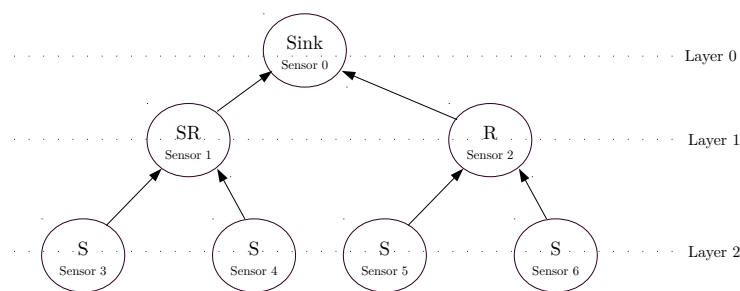 Sink
Sensor 0
Layer 0
SR
Sensor 1
R
Sensor 2
Layer 1
S
Sensor 3
S
Sensor 4
S
Sensor 5
S
Sensor 6
Layer 2